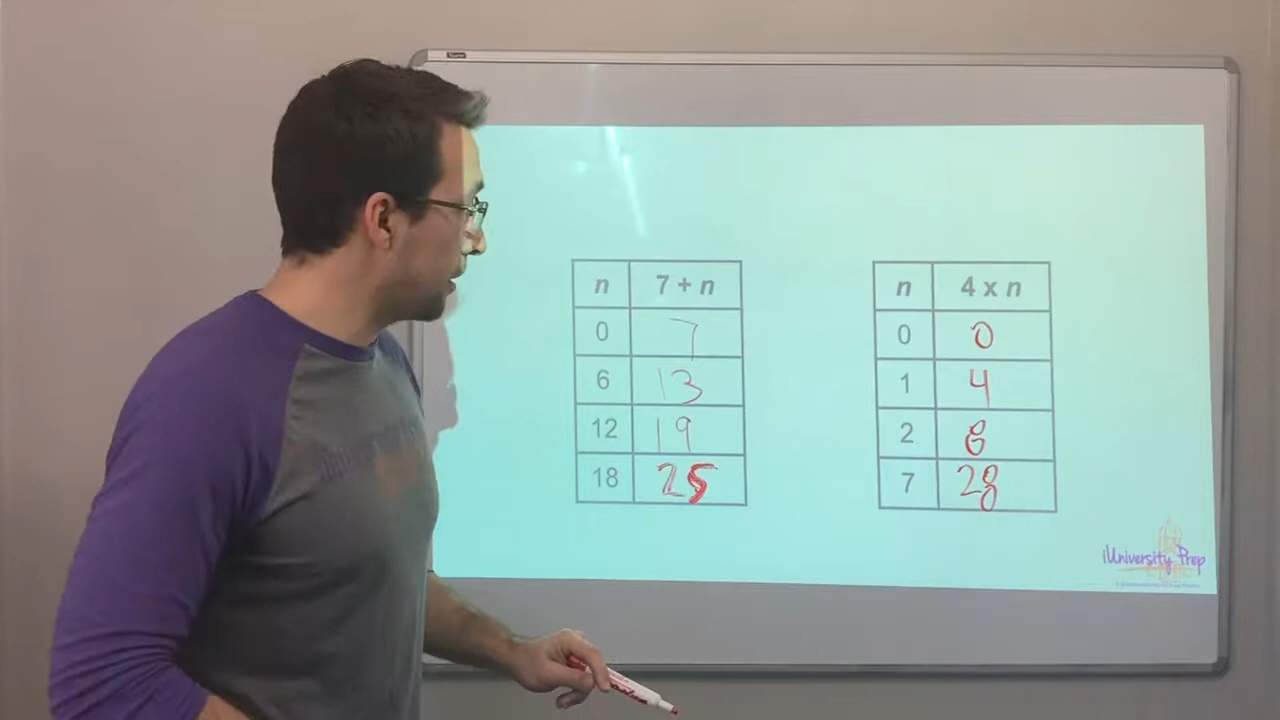 n 7 + n
0 7
6 13
12 19
18 25
n 4 x n
0 0
1 4
2 8
7 28
iUniversity Prep